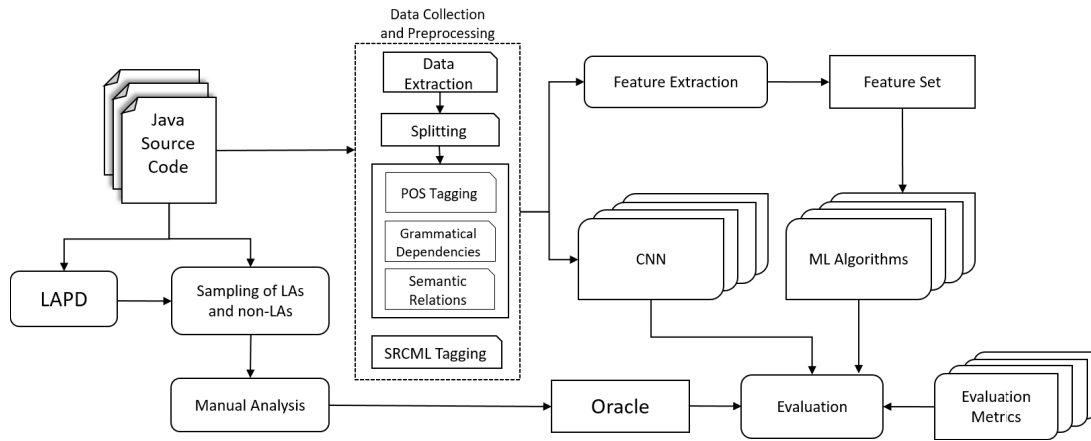 Data Collection
and Preprocessing
Java
Source
Code
Data
Extraction
Splitting
POS Tagging
Grammatical
Dependencies
Semantic
Relations
SRCML Tagging
Feature Extraction
Feature Set
CNN
ML Algorithms
LAPD
Sampling of LAs
and non-LAs
Manual Analysis
Oracle
Evaluation
Evaluation
Metrics